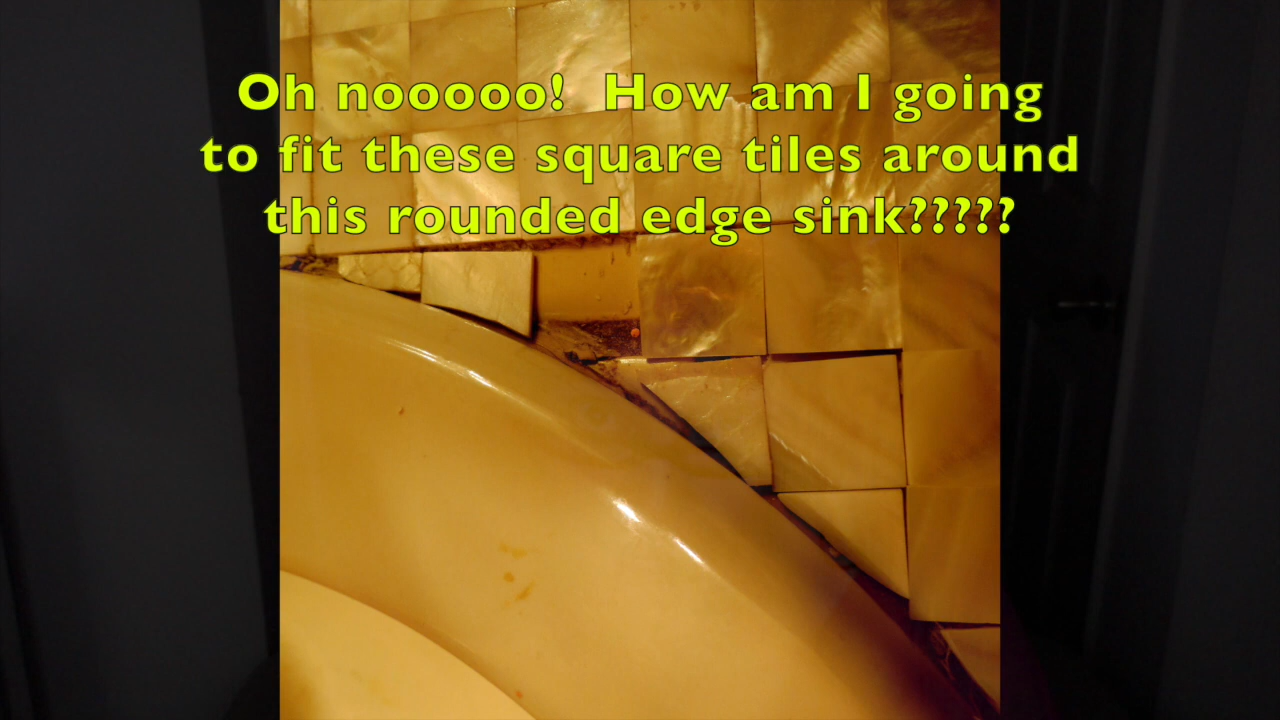 Oh nooooo!  How am I going
to fit these square tiles around
this rounded edge sink?????